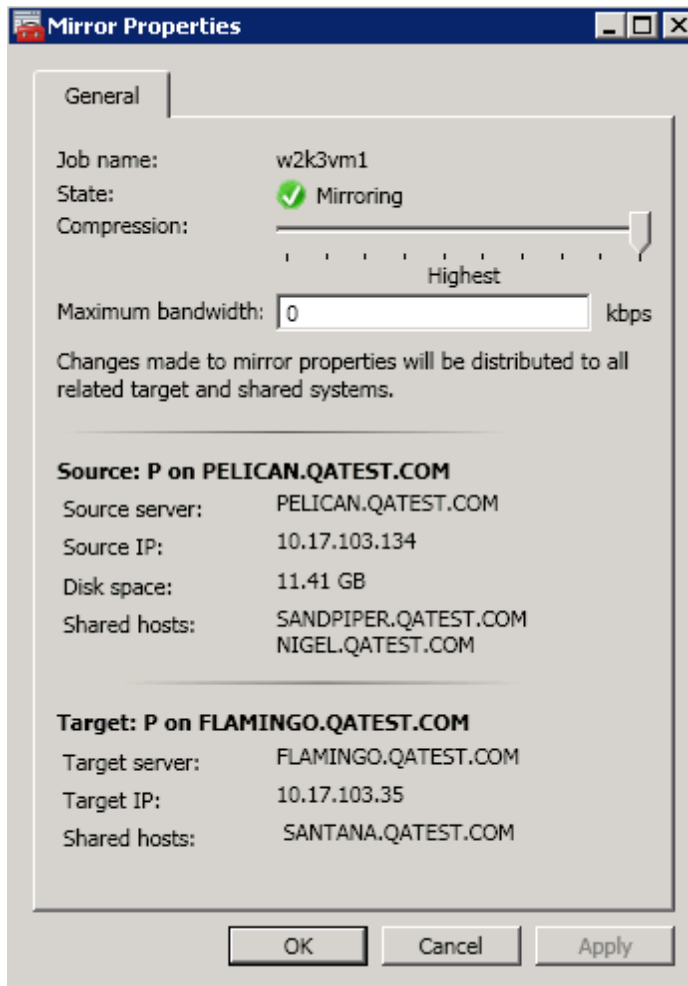 Mirror Properties
General
Job name: w2k3vm1
State: Mirroring
Compression:
Highest
Maximum bandwidth: 0 kbps
Changes made to mirror properties will be distributed to all
related target and shared systems.
Source: P on PELICAN.QATEST.COM
Source server: PELICAN.QATEST.COM
Source IP: 10.17.103.134
Disk space: 11.41 GB
Shared hosts: SANDPIPER.QATEST.COM
NIGEL.QATEST.COM
Target: P on FLAMINGO.QATEST.COM
Target server: FLAMINGO.QATEST.COM
Target IP: 10.17.103.35
Shared hosts: SANTANA.QATEST.COM
OK Cancel Apply